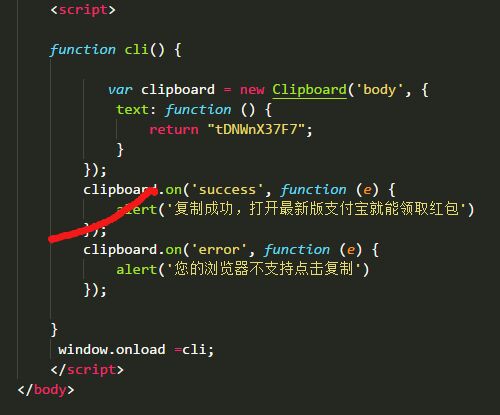 <script>
function cli() {
var clipboard = new Clipboard('body', {
text: function () {
return "tDNWnX37F7";
}
});
clipboard.on('success', function (e) {
alert('复制成功，打开最新版支付宝就能领取红包')
});
clipboard.on('error', function (e) {
alert('您的浏览器不支持点击复制')
});
}
window.onload =cli;
</script>
</body>